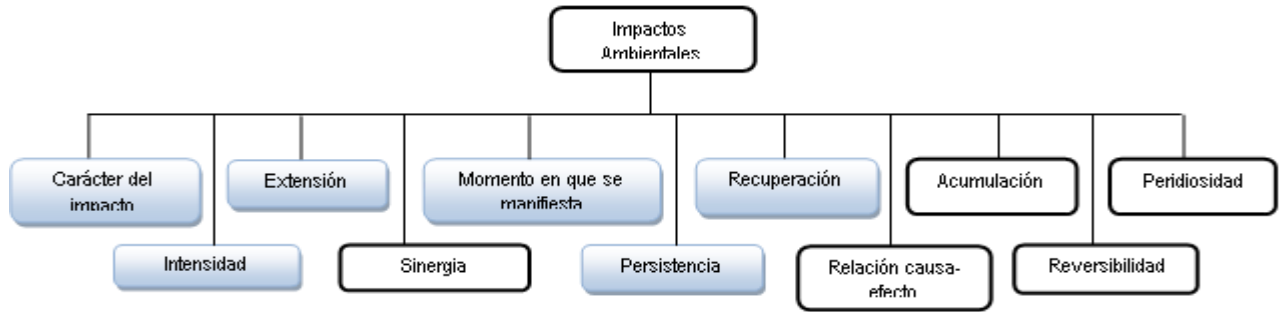 Impactos
Ambientales
Carácter del
impacto
Extensión
Momento en que se
manifiesta
Recuperación
Acumulación
Peridiosidad
Intensidad
Sinergia
Persistencia
Relación causa-
efecto
Reversibilidad